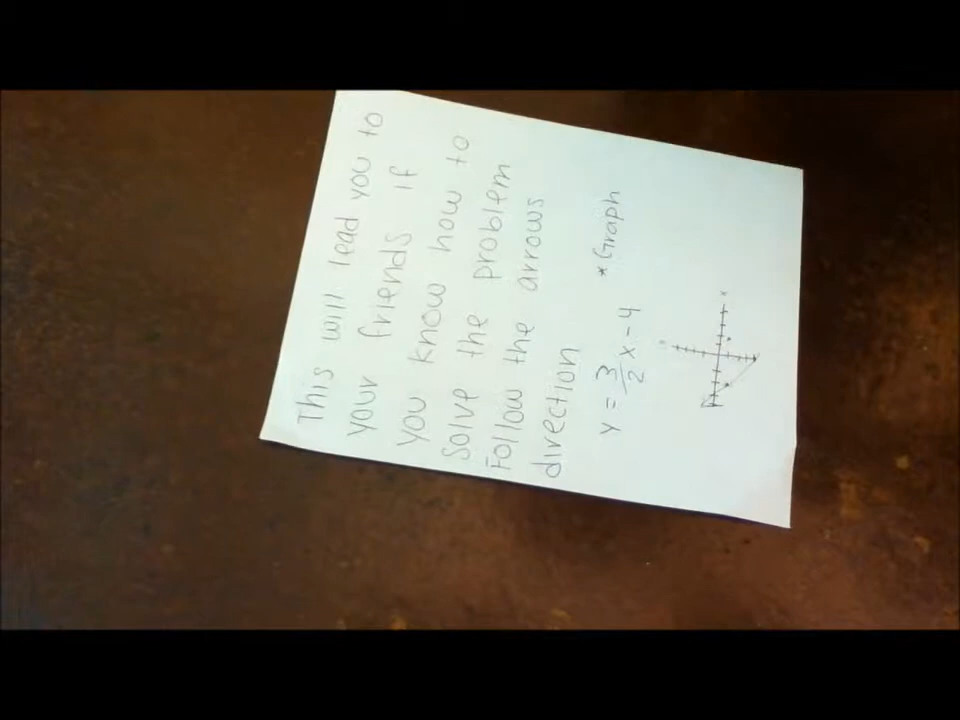 This will lead you to
your friends if
you know how to
solve the problem
Follow the arrows
direction
y = 3/2 x - 4 * Graph